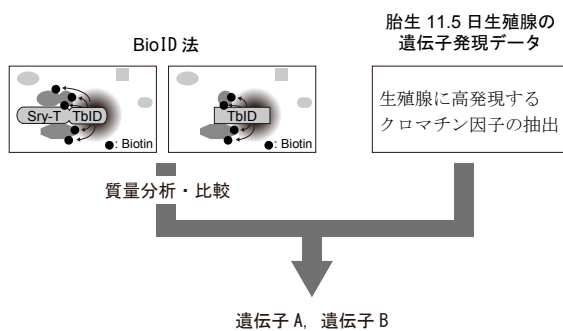 BioID 法
胎生 11.5 日生殖腺の
遺伝子発現データ
Sry-T TbID
●: Biotin
TbID
●: Biotin
生殖腺に高発現する
クロマチン因子の抽出
質量分析・比較
遺伝子 A, 遺伝子 B